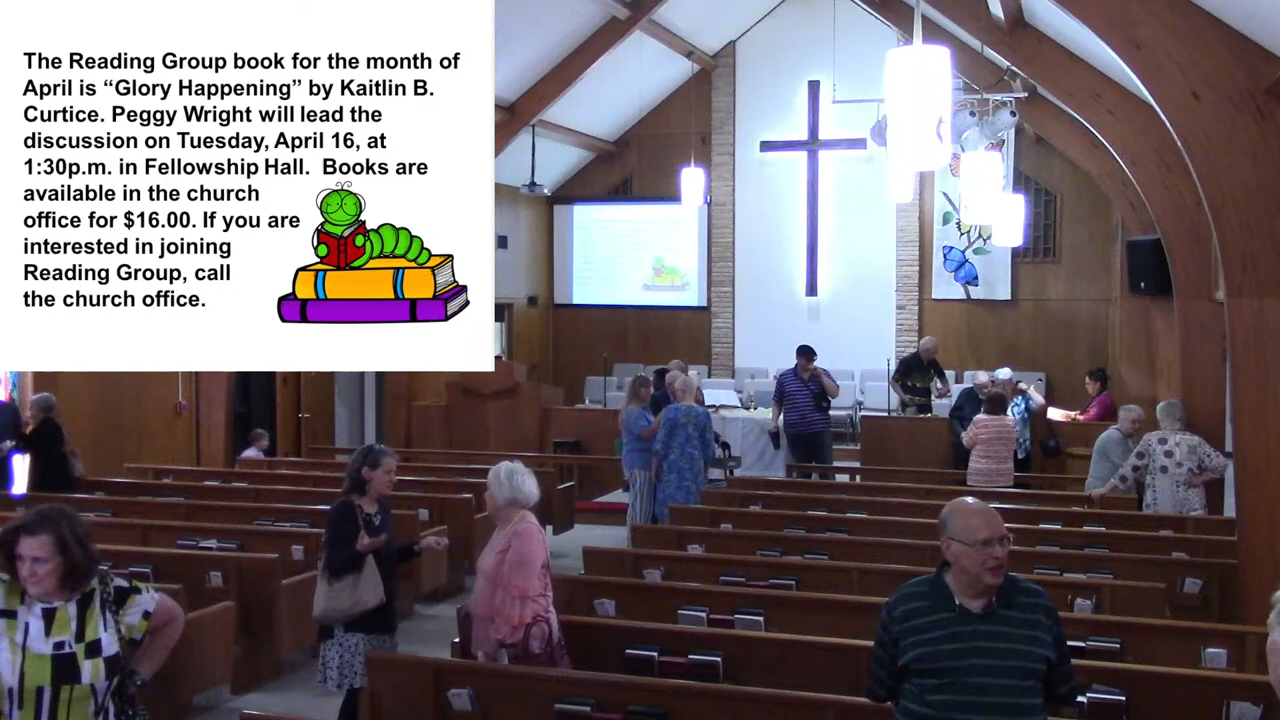 The Reading Group book for the month of
April is “Glory Happening” by Kaitlin B.
Curtice. Peggy Wright will lead the
discussion on Tuesday, April 16, at
1:30p.m. in Fellowship Hall.  Books are
available in the church
office for $16.00. If you are
interested in joining
Reading Group, call
the church office.